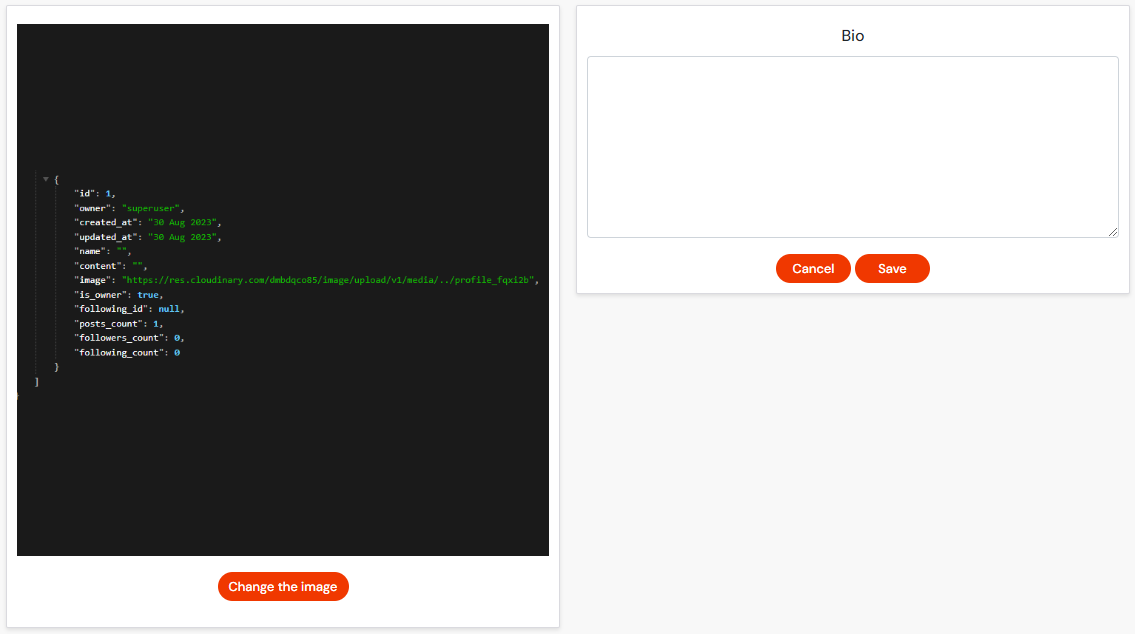 {
"id": 1,
"owner": "superuser",
"created_at": "30 Aug 2023",
"updated_at": "30 Aug 2023",
"name": "",
"content": "",
"image": "https://res.cloudinary.com/dmbdqco85/image/upload/v1/media/../profile_fqxi2b",
"is_owner": true,
"following_id": null,
"posts_count": 1,
"followers_count": 0,
"following_count": 0
}
]
Change the image
Bio
Cancel Save